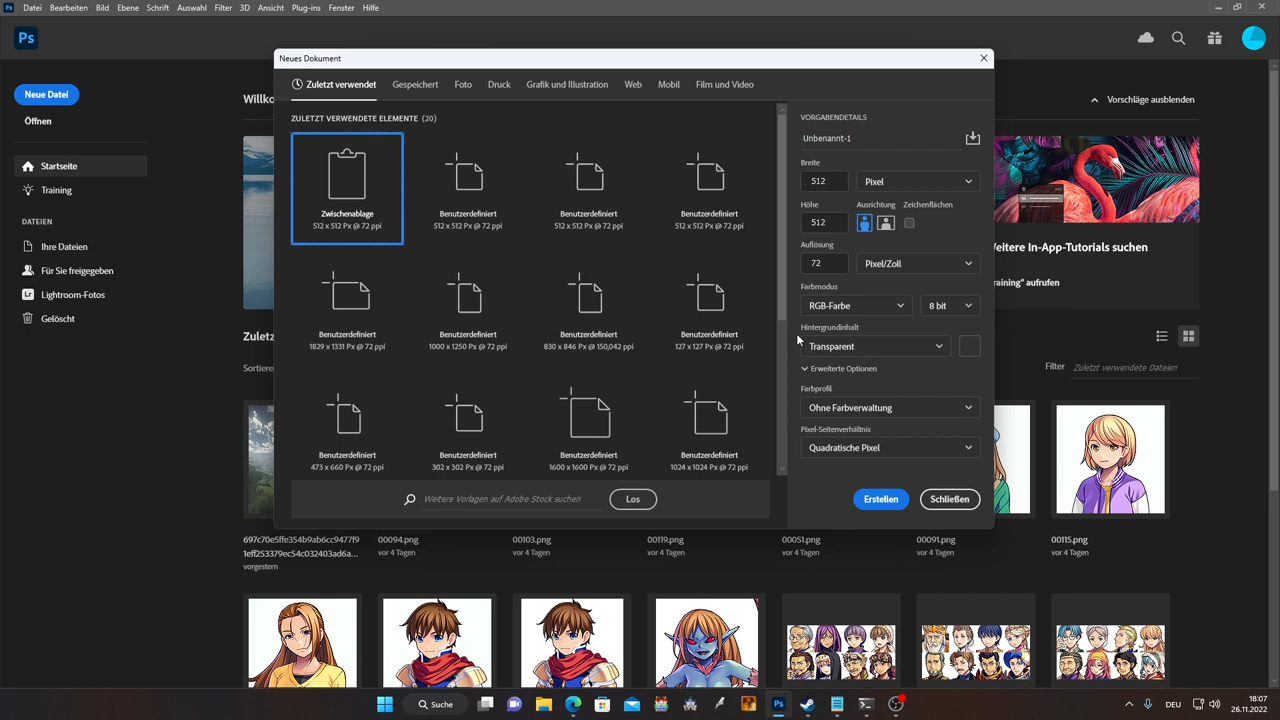 Ps Datei Bearbeiten Bild Ebene Schrift Auswahl Filter 3D Ansicht Plug-ins Fenster Hilfe
Ps
Neues Dokument
Neue Datei
Öffnen
Startseite
Training
DATEIEN
Ihre Dateien
Für Sie freigegeben
Lr Lightroom-Fotos
Gelöscht
Willko
Vorschläge ausblenden
Zuletzt verwendet Gespeichert Foto Druck Grafik und Illustration Web Mobil Film und Video
ZULETZT VERWENDETE ELEMENTE (20)
Zwischenablage
512 x 512 Px @ 72 ppi
Benutzerdefiniert
512 x 512 Px @ 72 ppi
Benutzerdefiniert
512 x 512 Px @ 72 ppi
Benutzerdefiniert
512 x 512 Px @ 72 ppi
Benutzerdefiniert
1829 x 1331 Px @ 72 ppi
Benutzerdefiniert
1000 x 1250 Px @ 72 ppi
Benutzerdefiniert
830 x 846 Px @ 150,042 ppi
Benutzerdefiniert
127 x 127 Px @ 72 ppi
Benutzerdefiniert
473 x 660 Px @ 72 ppi
Benutzerdefiniert
302 x 302 Px @ 72 ppi
Benutzerdefiniert
1600 x 1600 Px @ 72 ppi
Benutzerdefiniert
1024 x 1024 Px @ 72 ppi
Weitere Vorlagen auf Adobe Stock suchen
Los
VORGABENDETAILS
Unbenannt-1
Breite
512 Pixel
Höhe Ausrichtung Zeichenflächen
512
Auflösung
72 Pixel/Zoll
Farbmodus
RGB-Farbe 8 bit
Hintergrundinhalt
Transparent
Erweiterte Optionen
Farbprofil
Ohne Farbverwaltung
Pixel-Seitenverhältnis
Quadratische Pixel
Erstellen Schließen
eitere In-App-Tutorials suchen
raining" aufrufen
Zuletz
Sortiere
Filter Zuletzt verwendete Dateien
697c70e5ffe354b9ab6cc9477f9
1eff253379ec54c032403ad6a...
vorgestern
00094.png
vor 4 Tagen
00103.png
vor 4 Tagen
00119.png
vor 4 Tagen
00051.png
vor 4 Tagen
00091.png
vor 4 Tagen
00115.png
vor 4 Tagen
Suche
Ps
DEU
18:07
26.11.2022